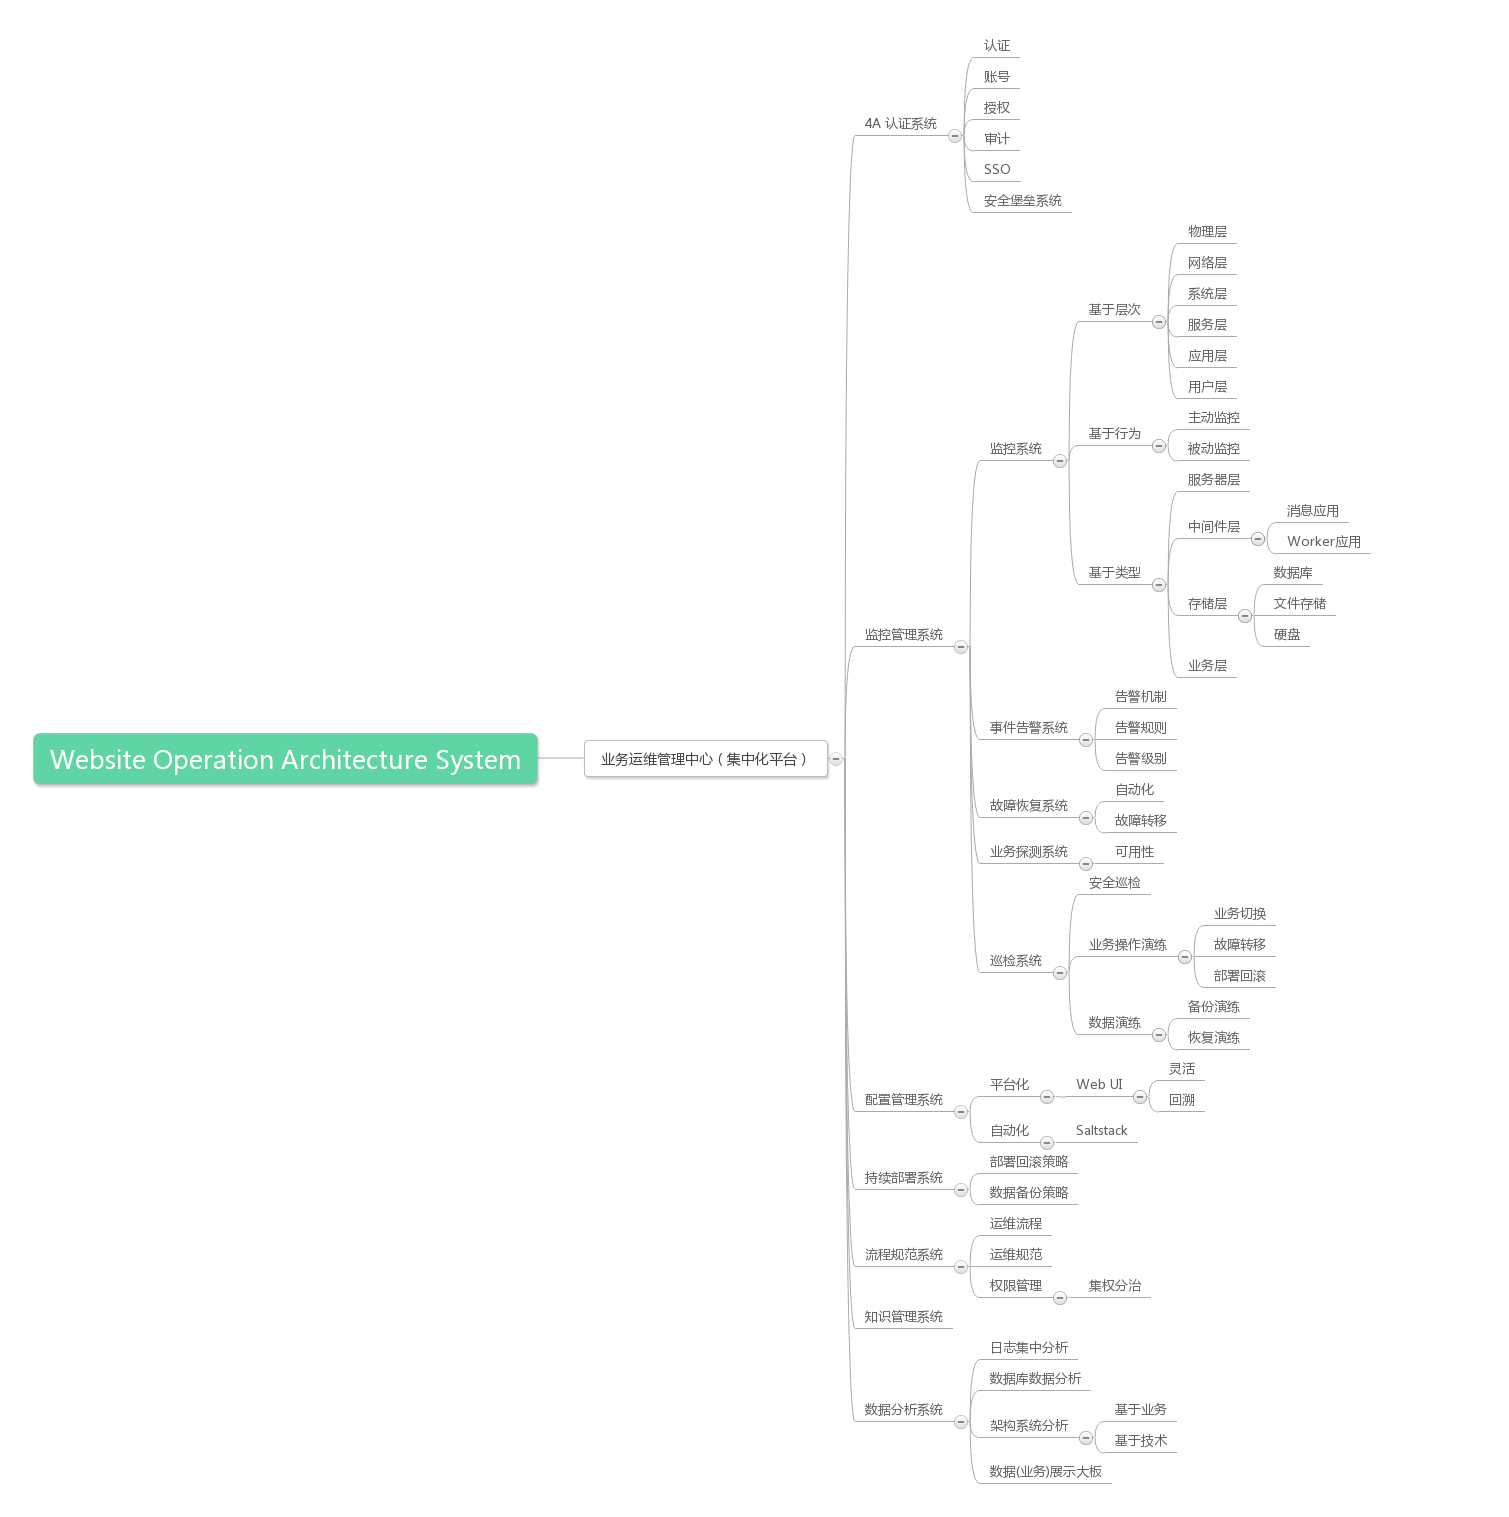 Website Operation Architecture System
业务运维管理中心（集中化平台）
4A 认证系统
认证
账号
授权
审计
SSO
安全堡垒系统
监控管理系统
监控系统
基于层次
物理层
网络层
系统层
服务层
应用层
用户层
基于行为
主动监控
被动监控
基于类型
服务器层
中间件层
消息应用
Worker应用
存储层
数据库
文件存储
硬盘
业务层
事件告警系统
告警机制
告警规则
告警级别
故障恢复系统
自动化
故障转移
业务探测系统
可用性
巡检系统
安全巡检
业务操作演练
业务切换
故障转移
部署回滚
数据演练
备份演练
恢复演练
配置管理系统
平台化
Web UI
灵活
回溯
自动化
Saltstack
持续部署系统
部署回滚策略
数据备份策略
流程规范系统
运维流程
运维规范
权限管理
集权分治
知识管理系统
数据分析系统
日志集中分析
数据库数据分析
架构系统分析
基于业务
基于技术
数据(业务)展示大板